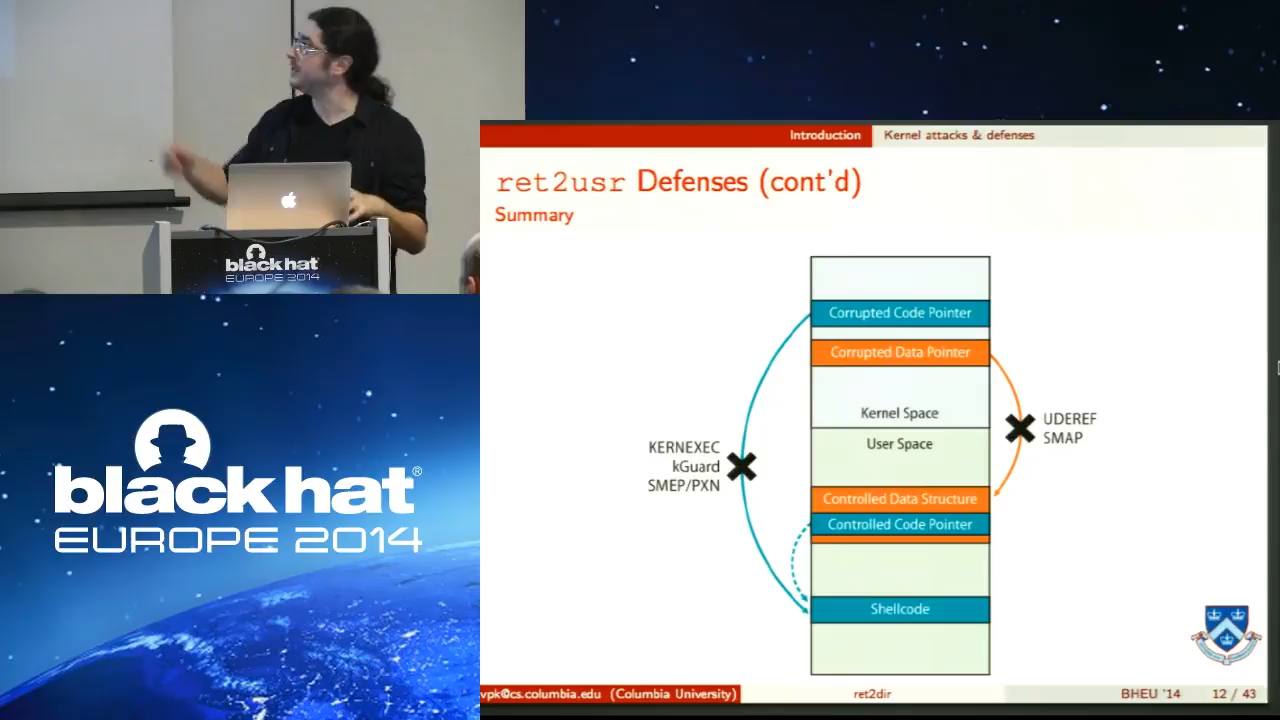 black hat
EUROPE 2014
black hat®
EUROPE 2014
Introduction
Kernel attacks & defenses
ret2usr Defenses (cont'd)
Summary
Corrupted Code Pointer
Corrupted Data Pointer
Kernel Space
User Space
KERNEXEC
kGuard
SMEP/PXN
UDEREF
SMAP
Controlled Data Structure
Controlled Code Pointer
Shellcode
vpk@cs.columbia.edu (Columbia University)
ret2dir
BHEU '14
12 / 43